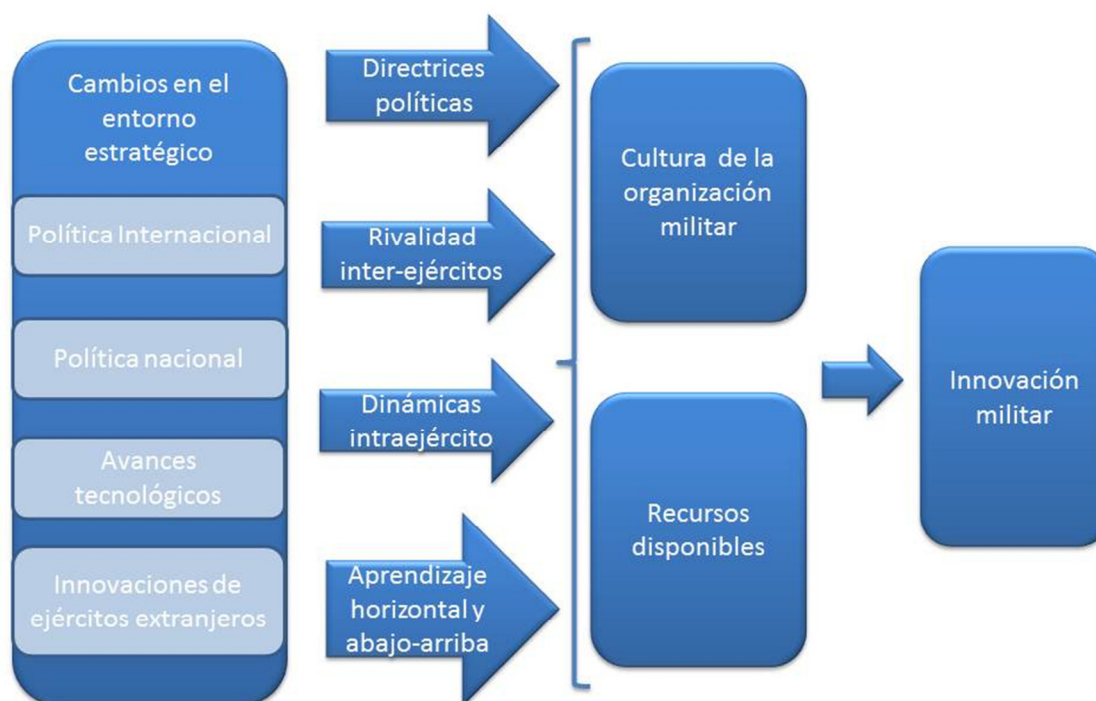 Cambios en el
entorno
estratégico
Política Internacional
Política nacional
Avances
tecnológicos
Innovaciones de
ejércitos extranjeros
Directrices
políticas
Rivalidad
inter-ejércitos
Dinámicas
intraejército
Aprendizaje
horizontal y
abajo-arriba
Cultura de la
organización
militar
Recursos
disponibles
Innovación
militar